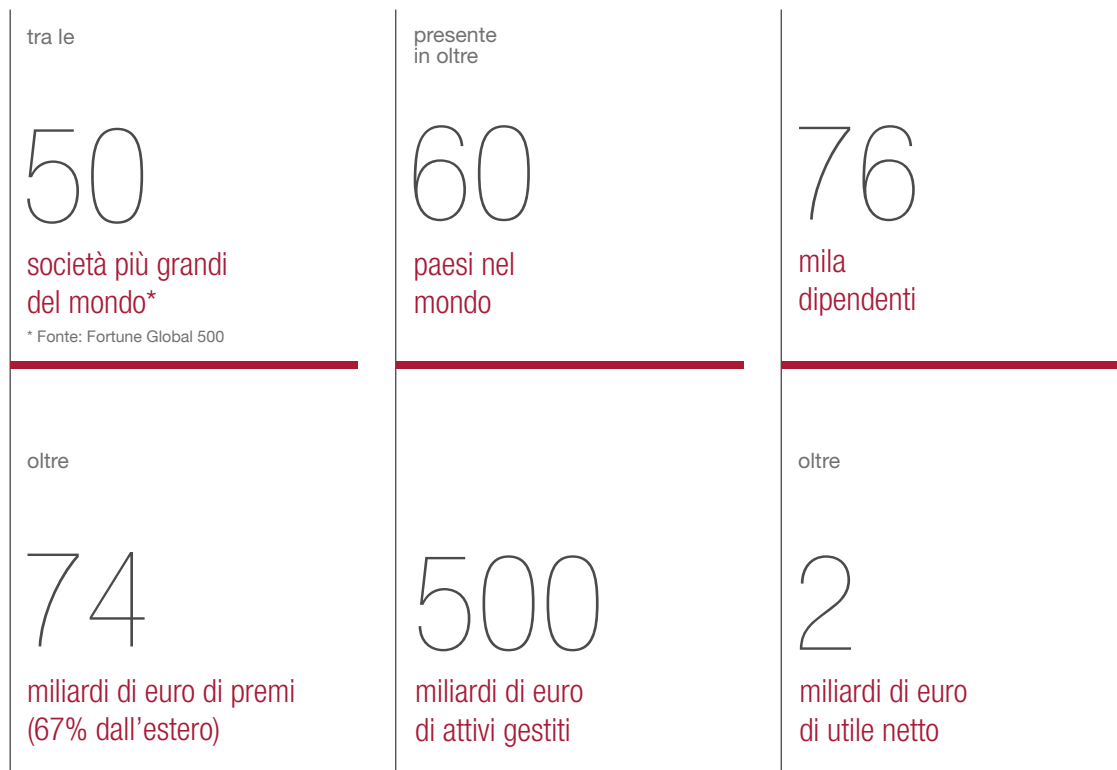 tra le
50
società più grandi
del mondo*
* Fonte: Fortune Global 500
presente
in oltre
60
paesi nel
mondo
76
mila
dipendenti
oltre
74
miliardi di euro di premi
(67% dall'estero)
500
miliardi di euro
di attivi gestiti
oltre
2
miliardi di euro
di utile netto